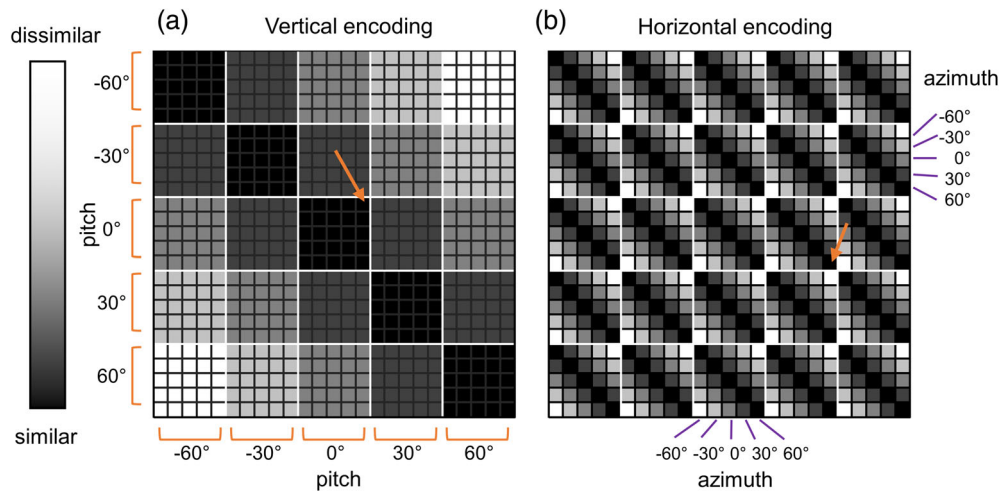 (a) Vertical encoding
(b) Horizontal encoding
dissimilar
similar
pitch
-60°
-30°
0°
30°
60°
-60° -30° 0° 30° 60°
pitch
azimuth
-60°
-30°
0°
30°
60°
-60° -30° 0° 30° 60°
azimuth